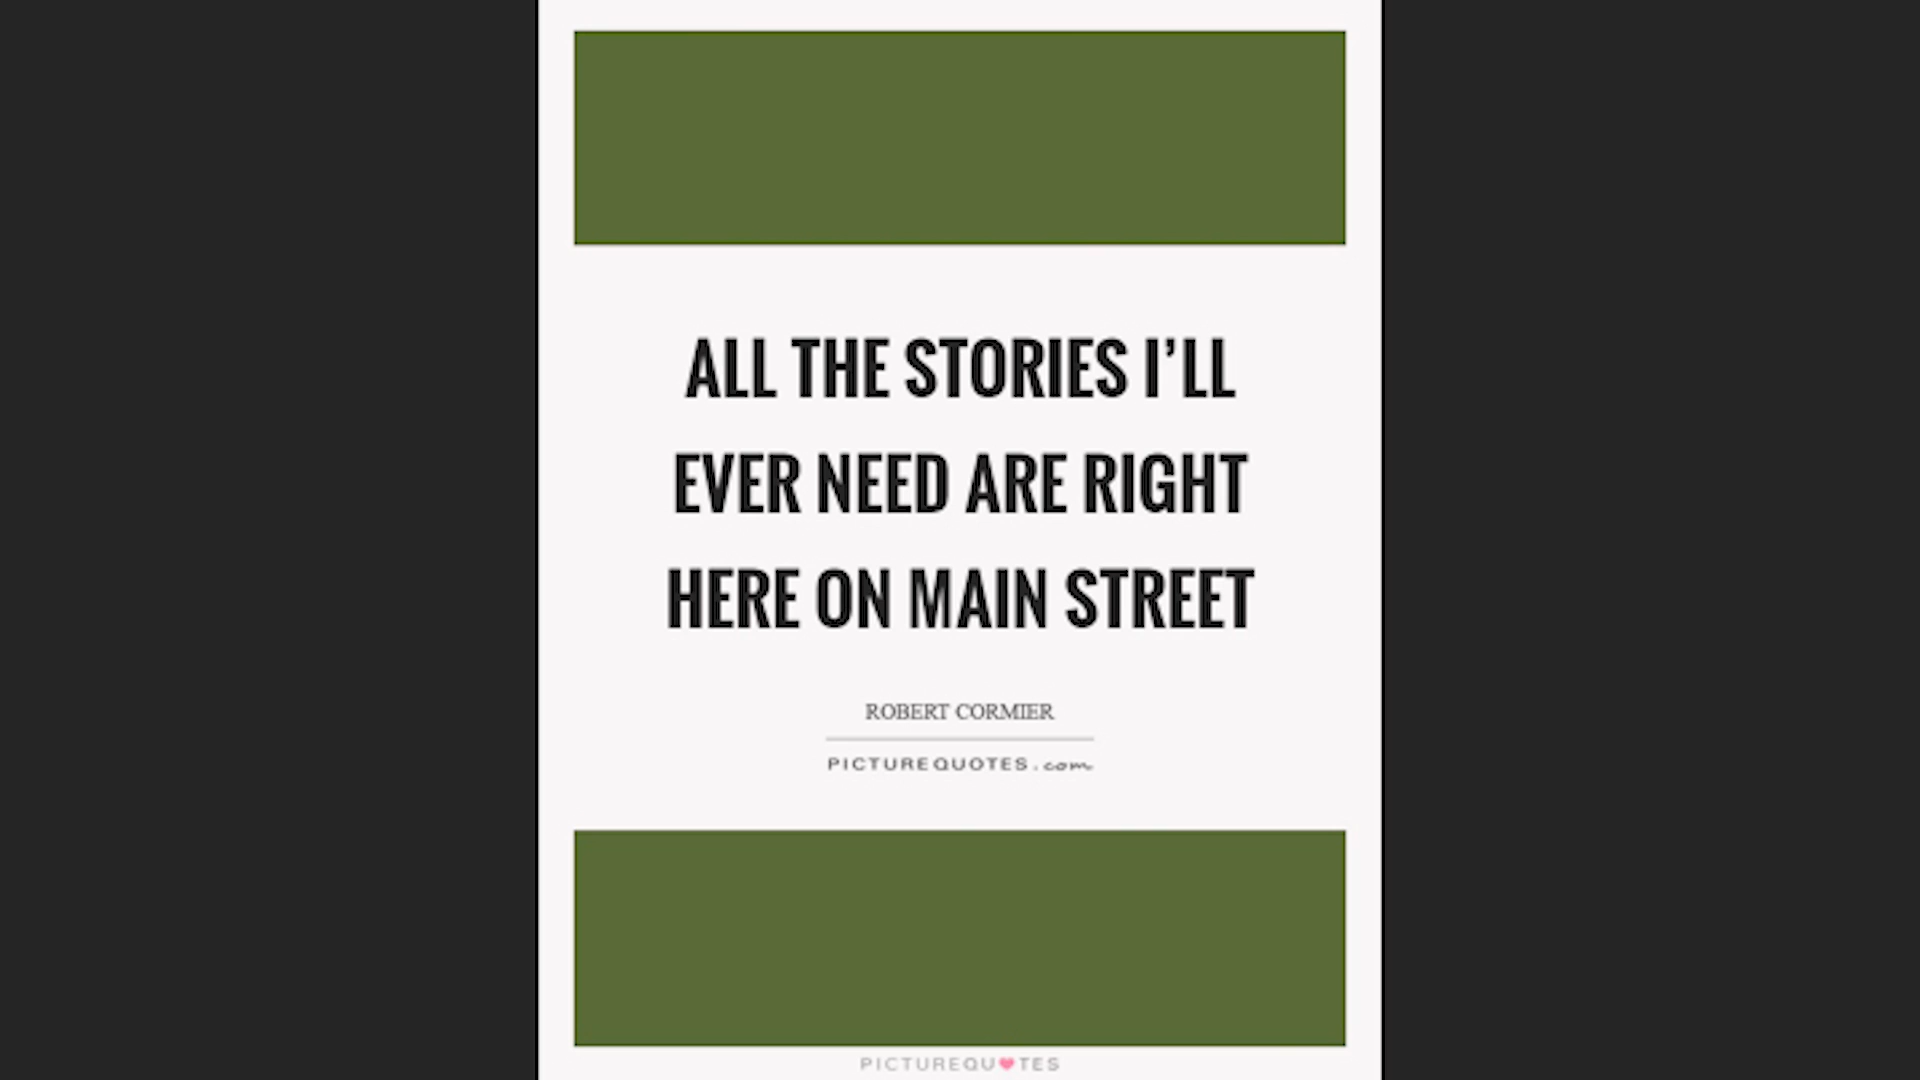 ALL THE STORIES I’LL
EVER NEED ARE RIGHT
HERE ON MAIN STREET
ROBERT CORMIER
PICTUREQUOTES.com
PICTUREQUOTES